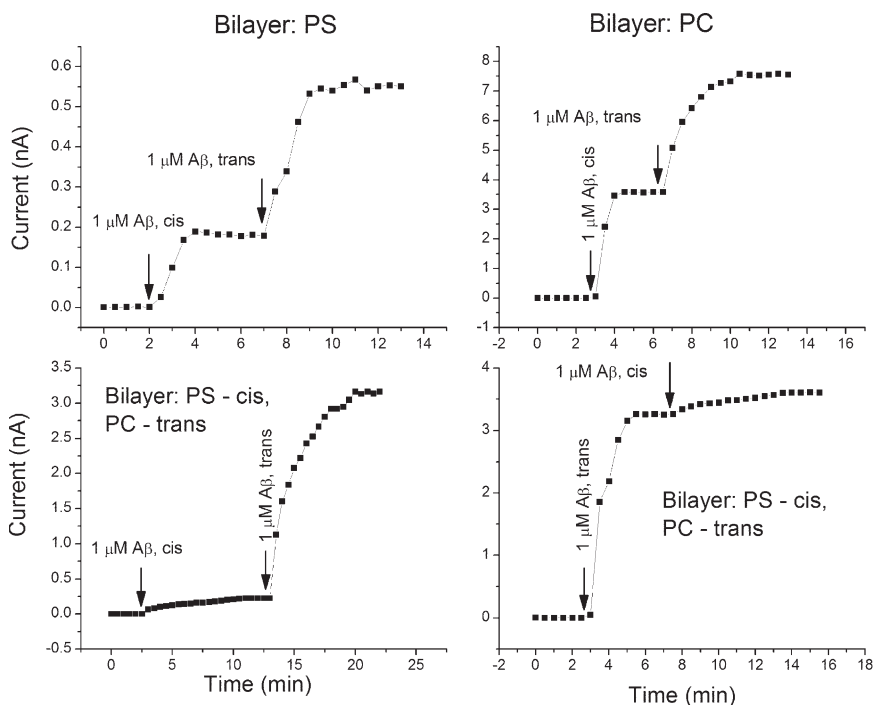 Bilayer: PS
Current (nA)
0.6
0.5
0.4
0.3
0.2
0.1
0.0
1 μM Aβ, cis
1 μM Aβ, trans
-2 0 2 4 6 8 10 12 14
Bilayer: PC
8
7
6
5
4
3
2
1
0
-1
1 μM Aβ, trans
1 μM Aβ, cis
-2 0 2 4 6 8 10 12 14 16
Current (nA)
3.5
3.0
2.5
2.0
1.5
1.0
0.5
0.0
-0.5
Bilayer: PS - cis,
PC - trans
1 μM Aβ, cis
1 μM Aβ, trans
0 5 10 15 20 25
Time (min)
4
3
2
1
0
1 μM Aβ, cis
1 μM Aβ, trans
Bilayer: PS - cis,
PC - trans
-2 0 2 4 6 8 10 12 14 16 18
Time (min)